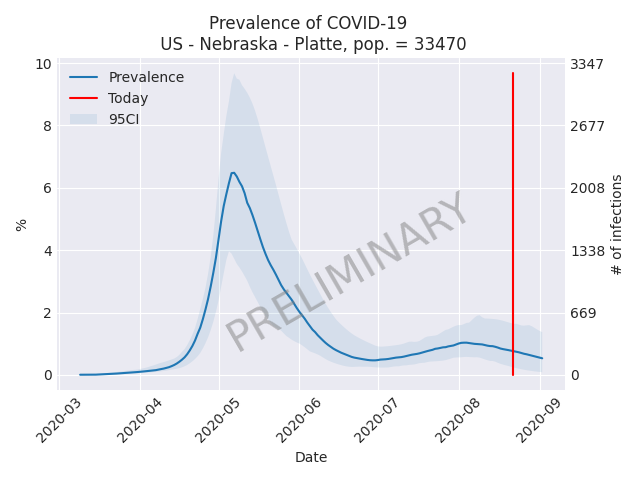 Prevalence of COVID-19
US - Nebraska - Platte, pop. = 33470
Prevalence
Today
95CI
10
8
6
4
2
0
%
3347
2677
2008
1338
669
0
# of infections
PRELIMINARY
2020-03
2020-04
2020-05
2020-06
2020-07
2020-08
2020-09
Date